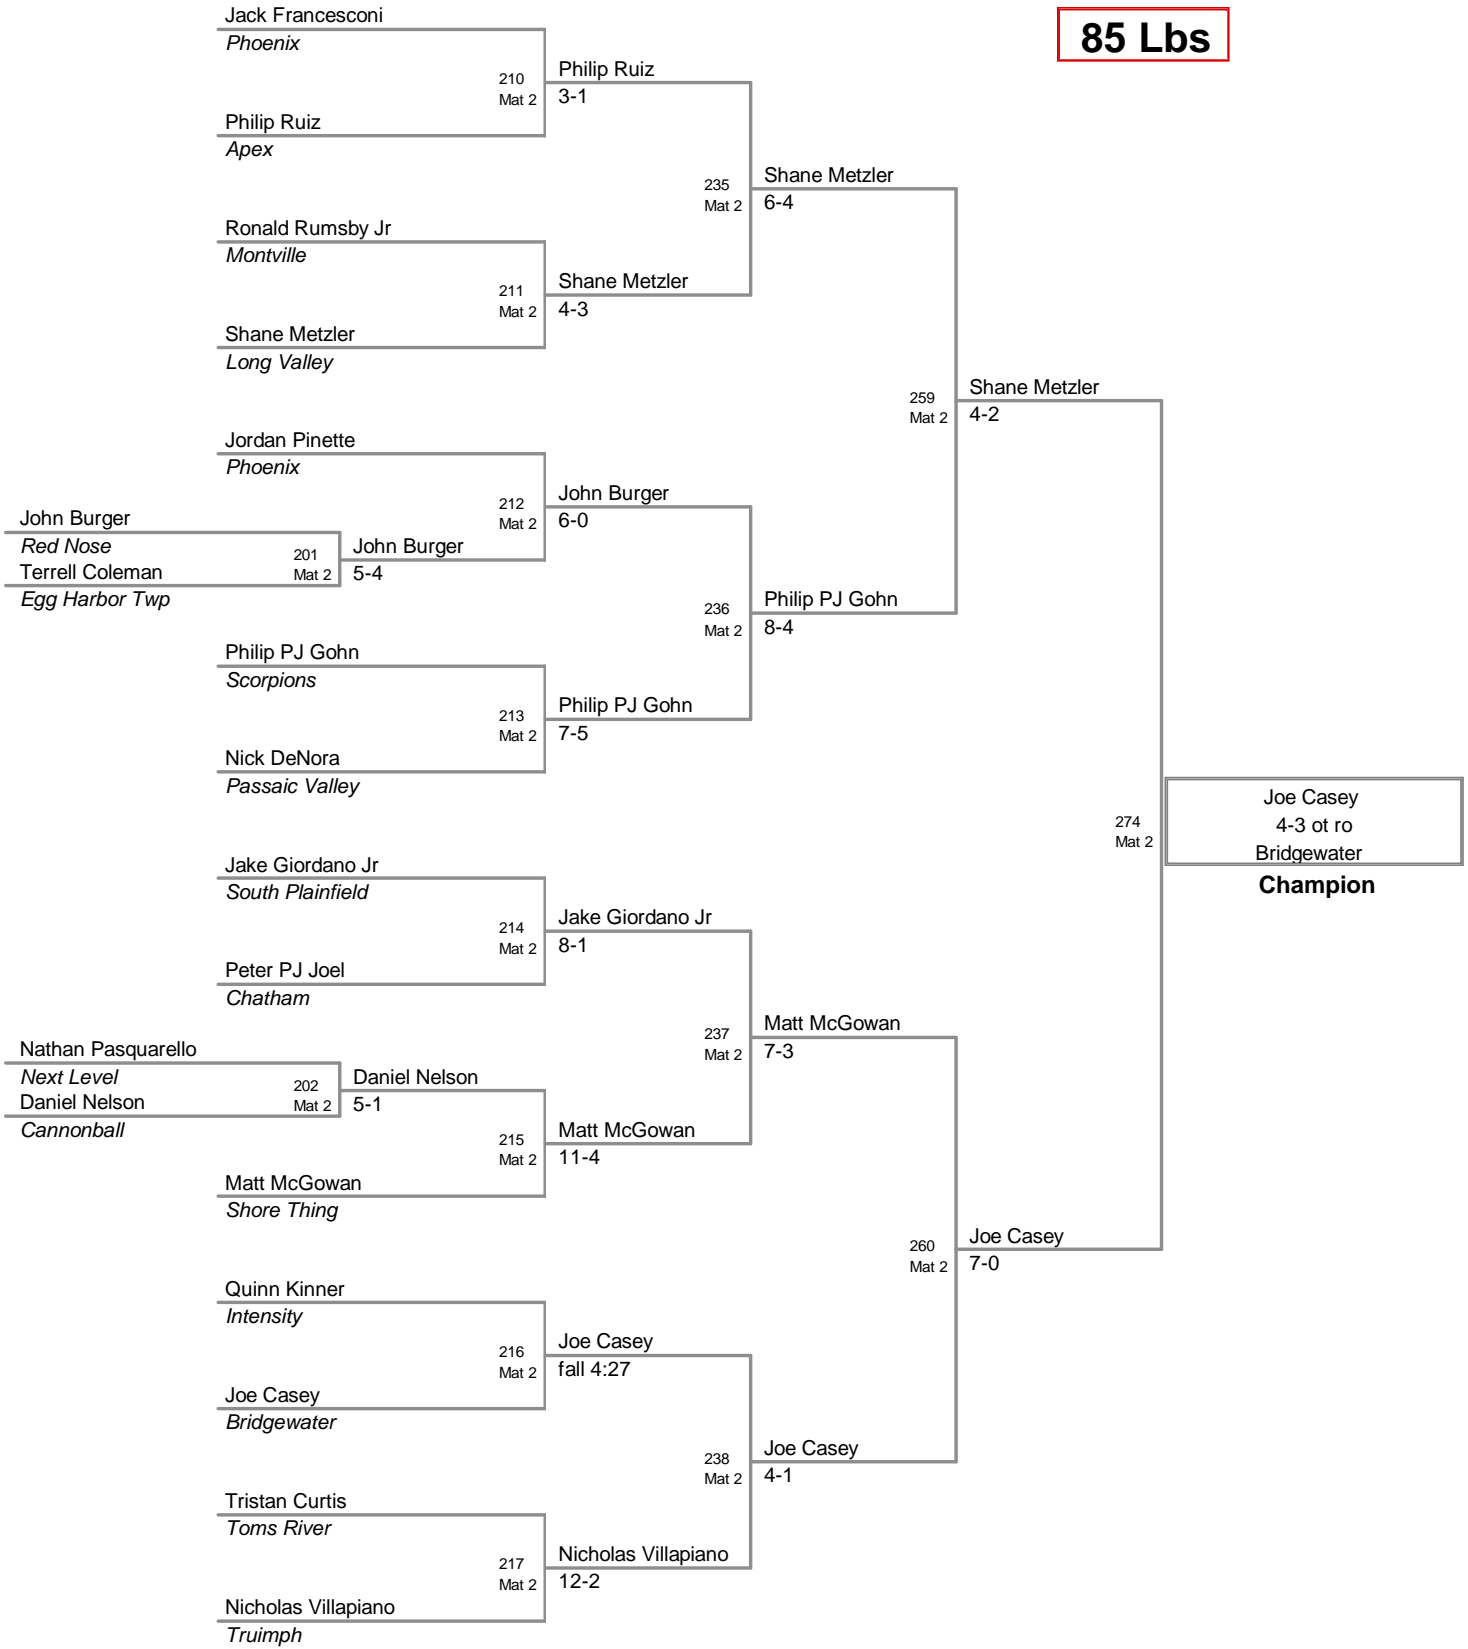 85 Lbs
Jack Francesconi
Phoenix
210
Mat 2
Philip Ruiz
3-1
Philip Ruiz
Apex
235
Mat 2
Shane Metzler
6-4
Ronald Rumsby Jr
Montville
211
Mat 2
Shane Metzler
4-3
Shane Metzler
Long Valley
259
Mat 2
Shane Metzler
4-2
Jordan Pinette
Phoenix
212
Mat 2
John Burger
6-0
John Burger
Red Nose
201
Mat 2
John Burger
5-4
Terrell Coleman
Egg Harbor Twp
236
Mat 2
Philip PJ Gohn
8-4
Philip PJ Gohn
Scorpions
213
Mat 2
Philip PJ Gohn
7-5
Nick DeNora
Passaic Valley
274
Mat 2
Joe Casey
4-3 ot ro
Bridgewater
Champion
Jake Giordano Jr
South Plainfield
214
Mat 2
Jake Giordano Jr
8-1
Peter PJ Joel
Chatham
237
Mat 2
Matt McGowan
7-3
Nathan Pasquarello
Next Level
202
Mat 2
Daniel Nelson
5-1
Daniel Nelson
Cannonball
215
Mat 2
Matt McGowan
11-4
Matt McGowan
Shore Thing
260
Mat 2
Joe Casey
7-0
Quinn Kinner
Intensity
216
Mat 2
Joe Casey
fall 4:27
Joe Casey
Bridgewater
238
Mat 2
Joe Casey
4-1
Tristan Curtis
Toms River
217
Mat 2
Nicholas Villapiano
12-2
Nicholas Villapiano
Truimph